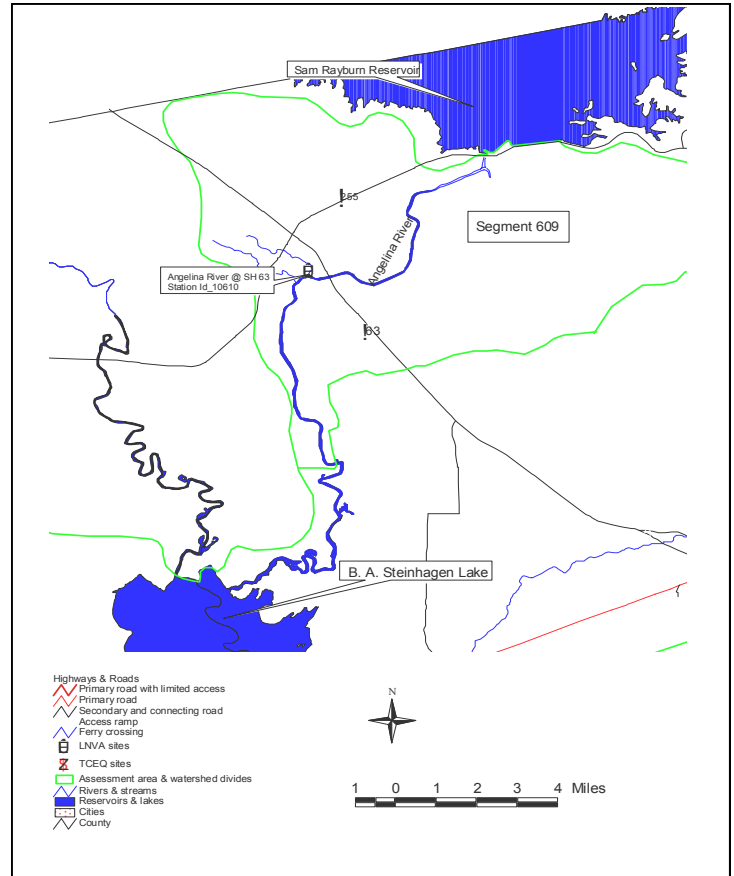 Sam Rayburn Reservoir
255
Segment 609
Angelina River
Angelina River @ SH 63
Station Id_10610
63
B. A. Steinhagen Lake
Highways & Roads
Primary road with limited access
Primary road
Secondary and connecting road
Access ramp
Ferry crossing
LNVA sites
TCEQ sites
Assessment area & watershed divides
Rivers & streams
Reservoirs & lakes
Cities
County
N
1 0 1 2 3 4 Miles